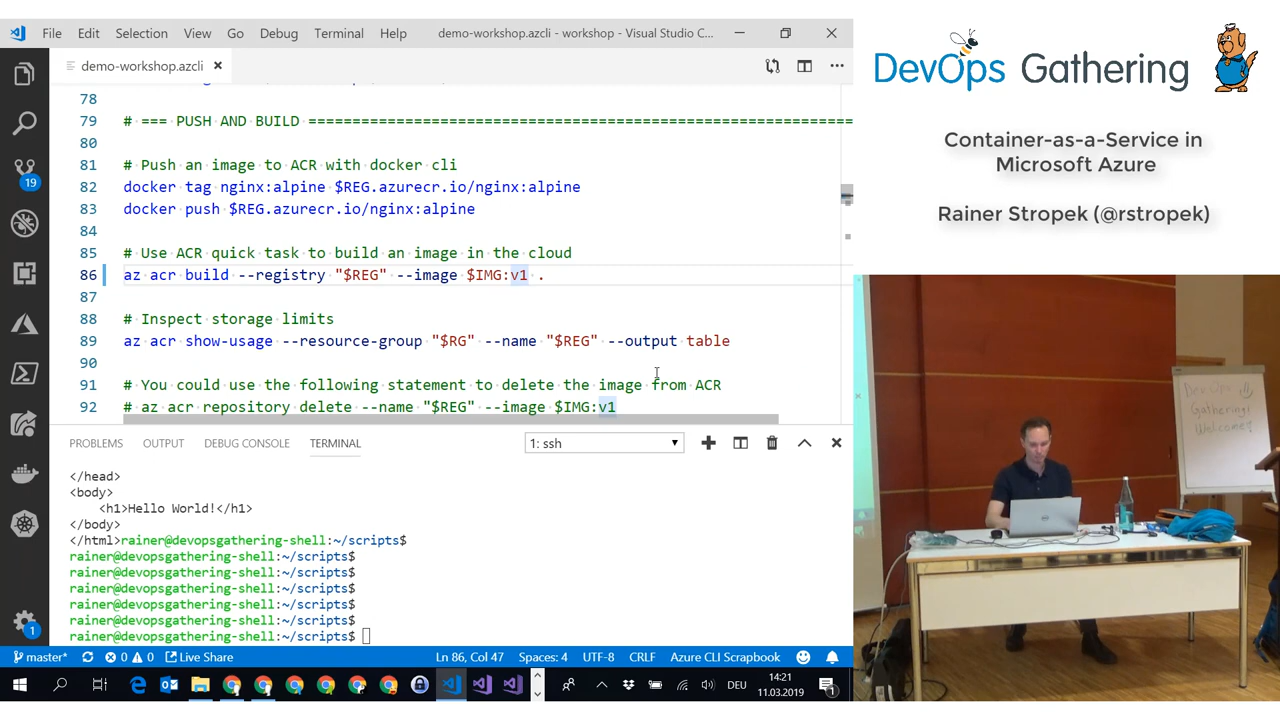 File Edit Selection View Go Debug Terminal Help demo-workshop.azcli - workshop - Visual Studio C...
demo-workshop.azcli
78
79 # === PUSH AND BUILD ==============================================================
80
81 # Push an image to ACR with docker cli
82 docker tag nginx:alpine $REG.azurecr.io/nginx:alpine
83 docker push $REG.azurecr.io/nginx:alpine
84
85 # Use ACR quick task to build an image in the cloud
86 az acr build --registry "$REG" --image $IMG:v1 .
87
88 # Inspect storage limits
89 az acr show-usage --resource-group "$RG" --name "$REG" --output table
90
91 # You could use the following statement to delete the image from ACR
92 # az acr repository delete --name "$REG" --image $IMG:v1
19
1
PROBLEMS OUTPUT DEBUG CONSOLE TERMINAL 1: ssh
</head>
<body>
<h1>Hello World!</h1>
</body>
</html>rainer@devopsgathering-shell:~/scripts$
rainer@devopsgathering-shell:~/scripts$
rainer@devopsgathering-shell:~/scripts$
rainer@devopsgathering-shell:~/scripts$
rainer@devopsgathering-shell:~/scripts$
rainer@devopsgathering-shell:~/scripts$
rainer@devopsgathering-shell:~/scripts$
master* 0 0 Live Share Ln 86, Col 47 Spaces: 4 UTF-8 CRLF Azure CLI Scrapbook
DEU 14:21
11.03.2019 1
DevOps Gathering
Container-as-a-Service in
Microsoft Azure
Rainer Stropek (@rstropek)
DevOps
Gathering!
Welcome!
DELL